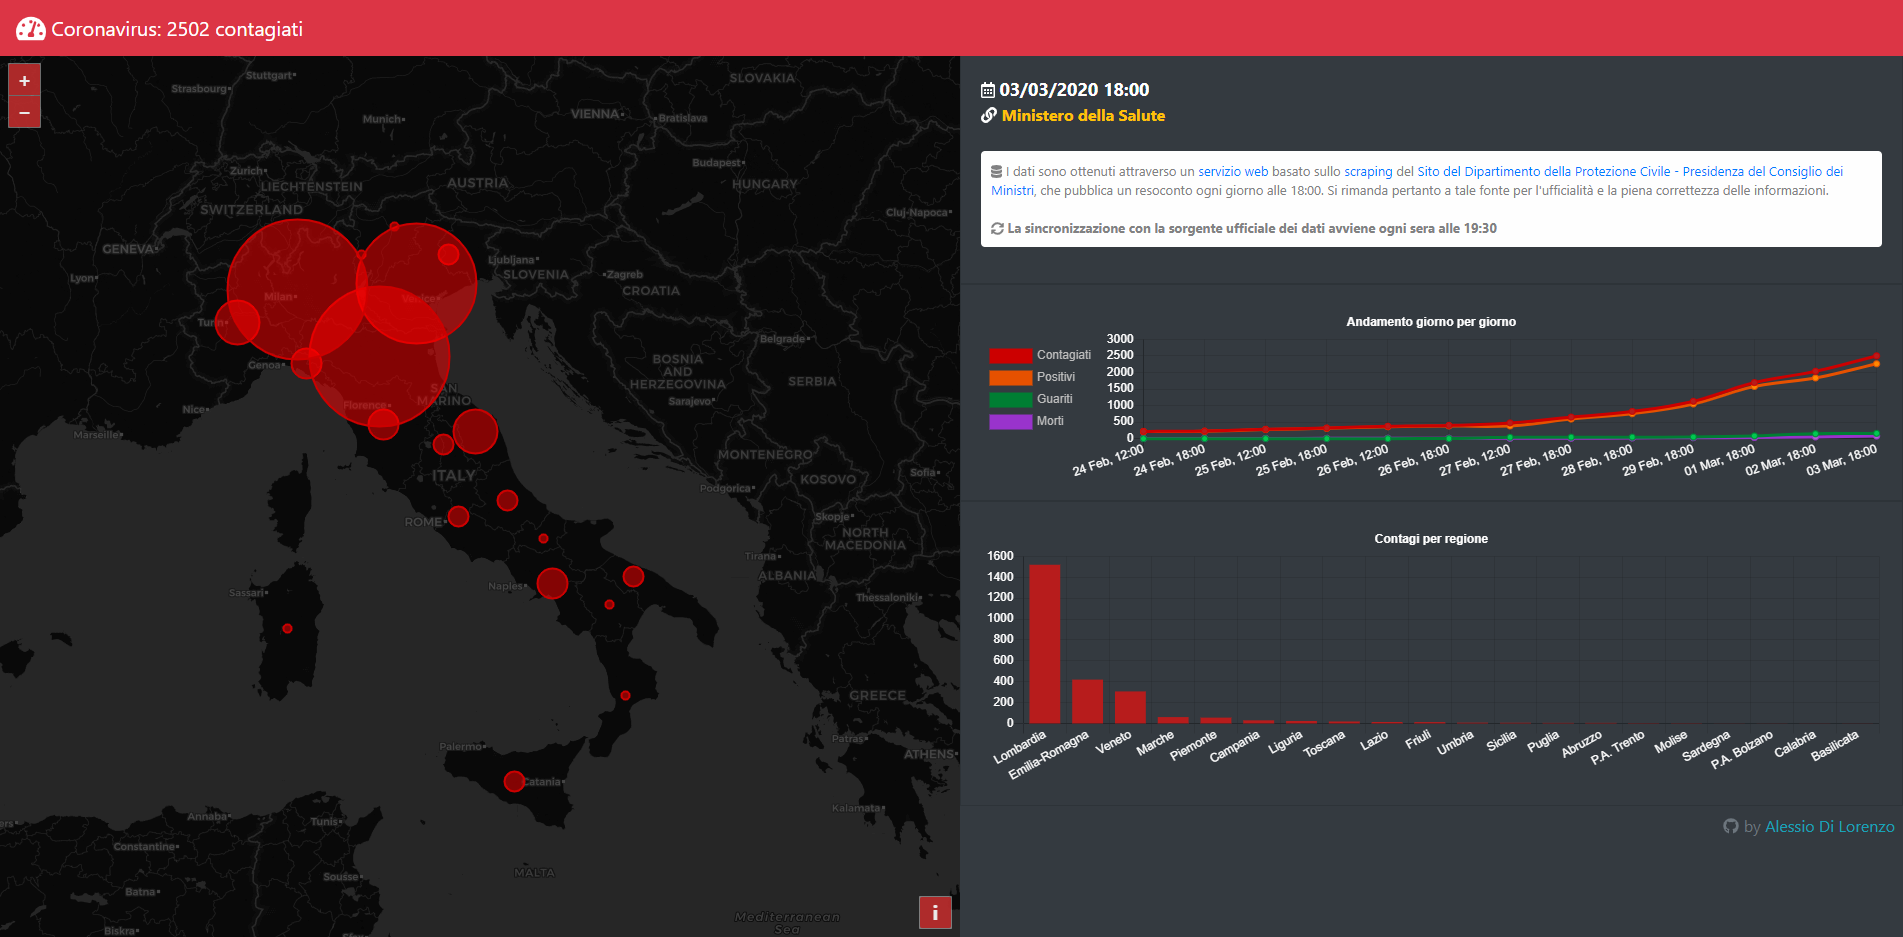 Coronavirus: 2502 contagiati
+
−
Stuttgart
Strasbourg
Munich
SLOVAKIA
VIENNA
Bratislava
Budapest
Zurich
LIECHTENSTEIN
AUSTRIA
HUNGARY
SWITZERLAND
Cluj-Napoca
GENEVA
Ljubljana
SLOVENIA
Zagreb
Lyon
CROATIA
Milan
Venice
Turin
Belgrade
Genoa
BOSNIA
AND
HERZEGOVINA
SERBIA
SAN
MARINO
Sarajevo
Florence
Nice
Marseille
MONTENEGRO
ITALY
KOSOVO
Sofia
Podgorica
ROME
Skopje
NORTH
MACEDONIA
Tirana
ALBANIA
Naples
Sassari
Thessaloniki
GREECE
Palermo
Patras
ATHENS
Catania
Kalamata
Annaba
Tunis
Constantine
MALTA
Sousse
Batna
Mediterranean
Sea
Biskra
Sfax
i
03/03/2020 18:00
Ministero della Salute
I dati sono ottenuti attraverso un servizio web basato sullo scraping del Sito del Dipartimento della Protezione Civile - Presidenza del Consiglio dei
Ministri, che pubblica un resoconto ogni giorno alle 18:00. Si rimanda pertanto a tale fonte per l'ufficialità e la piena correttezza delle informazioni.
La sincronizzazione con la sorgente ufficiale dei dati avviene ogni sera alle 19:30
Andamento giorno per giorno
Contagiati
Positivi
Guariti
Morti
3000
2500
2000
1500
1000
500
0
24 Feb, 12:00
24 Feb, 18:00
25 Feb, 12:00
25 Feb, 18:00
26 Feb, 12:00
26 Feb, 18:00
27 Feb, 12:00
27 Feb, 18:00
28 Feb, 18:00
29 Feb, 18:00
01 Mar, 18:00
02 Mar, 18:00
03 Mar, 18:00
Contagi per regione
1600
1400
1200
1000
800
600
400
200
0
Lombardia
Emilia-Romagna
Veneto
Marche
Piemonte
Campania
Liguria
Toscana
Lazio
Friuli
Umbria
Sicilia
Puglia
Abruzzo
P.A. Trento
Molise
Sardegna
P.A. Bolzano
Calabria
Basilicata
by Alessio Di Lorenzo